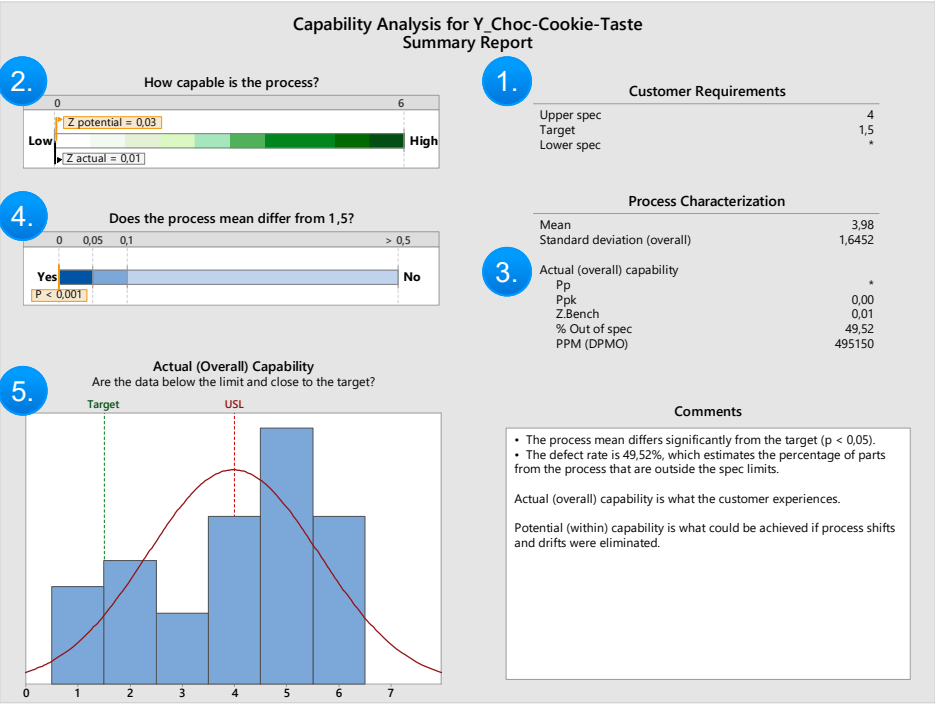 Capability Analysis for Y_Choc-Cookie-Taste
Summary Report
2.
How capable is the process?
0 6
Z potential = 0,03
Low High
Z actual = 0,01
1.
Customer Requirements
Upper spec 4
Target 1,5
Lower spec *
4.
Does the process mean differ from 1,5?
0 0,05 0,1 > 0,5
Yes No
P < 0,001
Process Characterization
Mean 3,98
Standard deviation (overall) 1,6452
3.
Actual (overall) capability
Pp *
Ppk 0,00
Z.Bench 0,01
% Out of spec 49,52
PPM (DPMO) 495150
5.
Actual (Overall) Capability
Are the data below the limit and close to the target?
Target USL
0 1 2 3 4 5 6 7
Comments
• The process mean differs significantly from the target (p < 0,05).
• The defect rate is 49,52%, which estimates the percentage of parts
from the process that are outside the spec limits.
Actual (overall) capability is what the customer experiences.
Potential (within) capability is what could be achieved if process shifts
and drifts were eliminated.